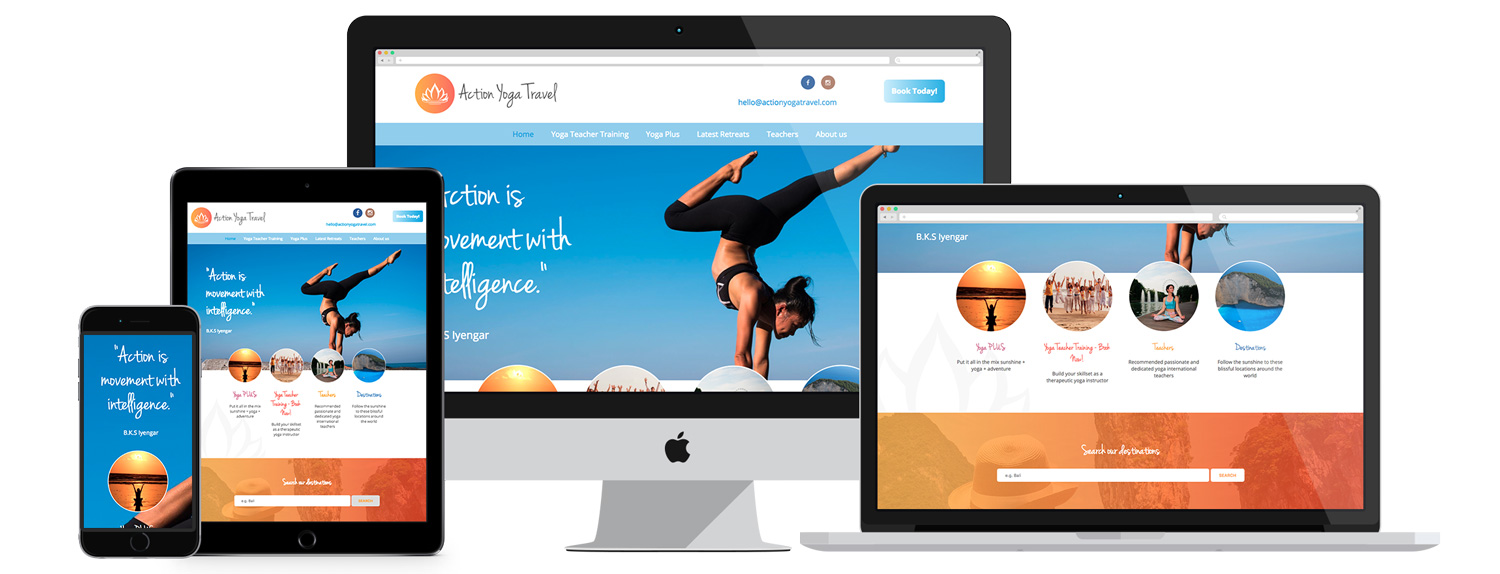 Action Yoga Travel
hello@actionyogatravel.com
Book Today!
Home Yoga Teacher Training Yoga Plus Latest Retreats Teachers About us
Action is
movement with
intelligence."
S Iyengar
Action Yoga Travel
hello@actionyogatravel.com
Book Today!
Home Yoga Teacher Training Yoga Plus Latest Retreats Teachers About us
"Action is
movement with
intelligence."
B.K.S Iyengar
Yoga PLUS
Put it all in the mix sunshine + yoga + adventure
Yoga Teacher Training - Book Now!
Build your skillset as a therapeutic yoga instructor
Teachers
Recommended passionate and dedicated yoga international teachers
Destinations
Follow the sunshine to these blissful locations around the world
Search our destinations
e.g. Bali
SEARCH
"Action is
movement with
intelligence."
B.K.S Iyengar
B.K.S Iyengar
Yoga PLUS
Put it all in the mix sunshine +
yoga + adventure
Yoga Teacher Training - Book
Now!
Build your skillset as a
therapeutic yoga instructor
Teachers
Recommended passionate and
dedicated yoga international
teachers
Destinations
Follow the sunshine to these
blissful locations around the
world
Search our destinations
e.g. Bali
SEARCH